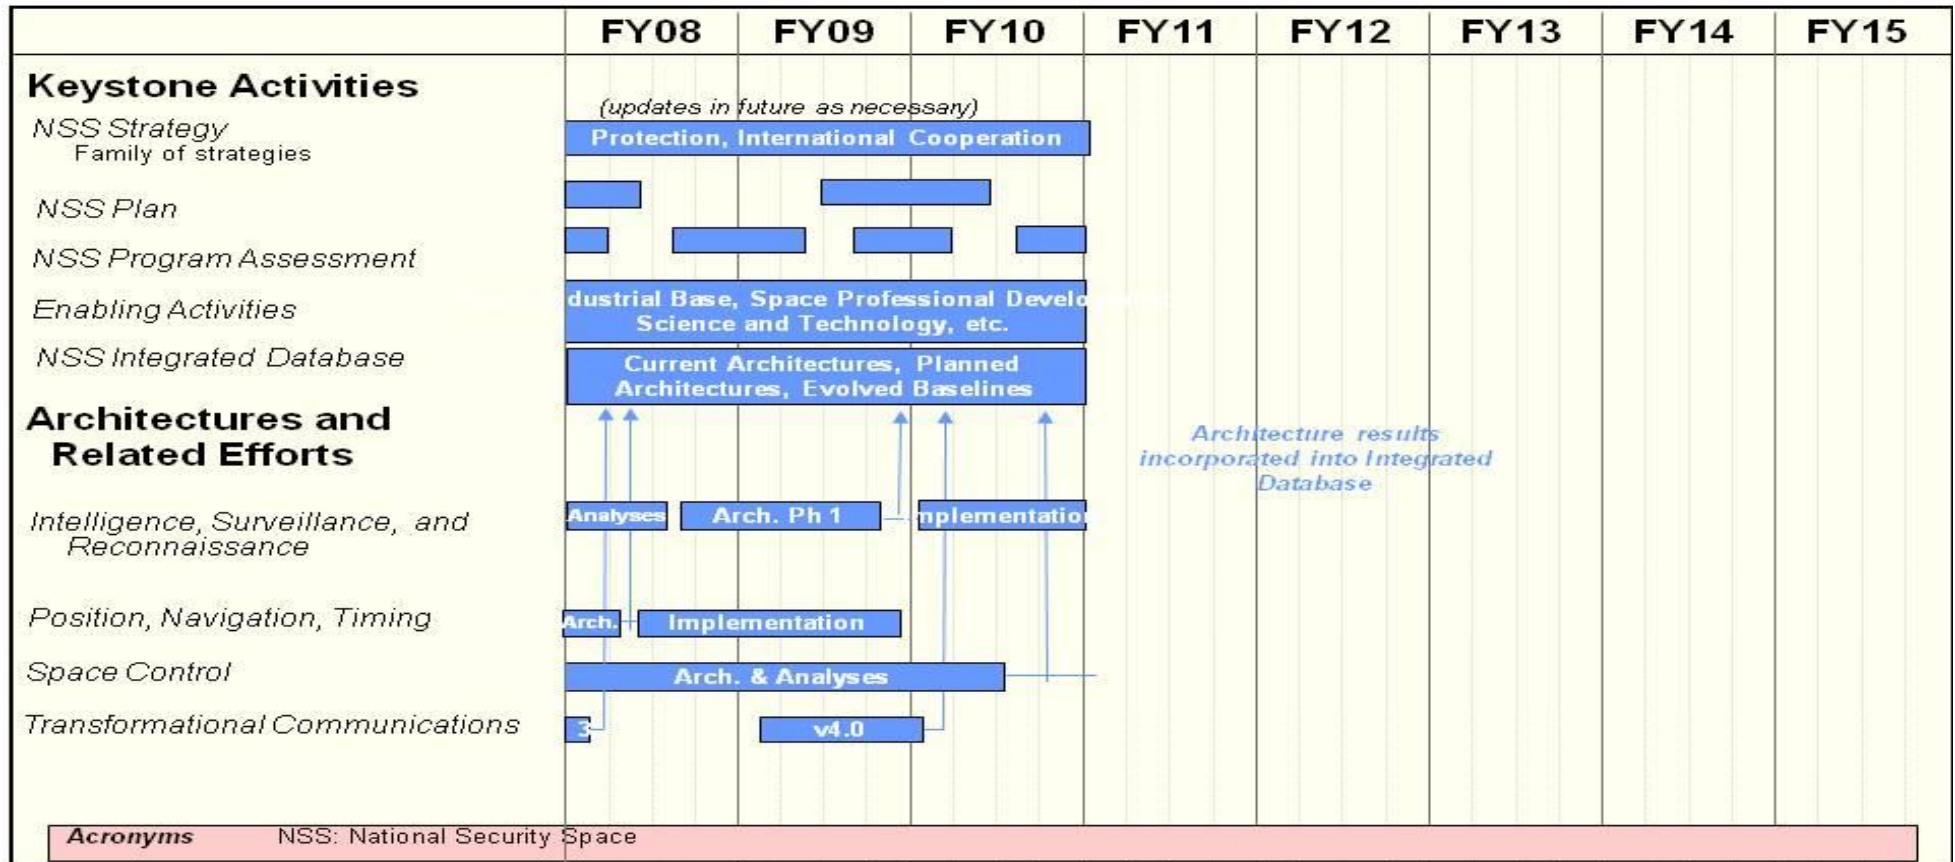 FY08 FY09 FY10 FY11 FY12 FY13 FY14 FY15
Keystone Activities
(updates in future as necessary)
NSS Strategy
Family of strategies
Protection, International Cooperation
NSS Plan
NSS Program Assessment
Enabling Activities
dustrial Base, Space Professional Develo
Science and Technology, etc.
NSS Integrated Database
Current Architectures, Planned
Architectures, Evolved Baselines
Architectures and
Related Efforts
Architecture results
incorporated into Integrated
Database
Intelligence, Surveillance, and
Reconnaissance
Analyses Arch. Ph 1 mplementation
Position, Navigation, Timing
Arch. Implementation
Space Control
Arch. & Analyses
Transformational Communications
3 v4.0
Acronyms NSS: National Security Space